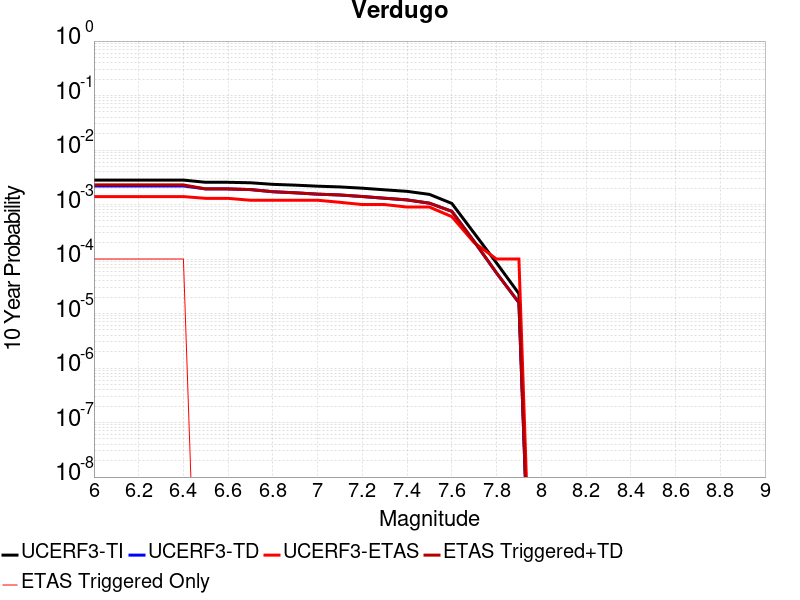 Verdugo
10^0
10^-1
10^-2
10^-3
10^-4
10^-5
10^-6
10^-7
10^-8
10 Year Probability
6 6.2 6.4 6.6 6.8 7 7.2 7.4 7.6 7.8 8 8.2 8.4 8.6 8.8 9
Magnitude
UCERF3-TI UCERF3-TD UCERF3-ETAS ETAS Triggered+TD
ETAS Triggered Only